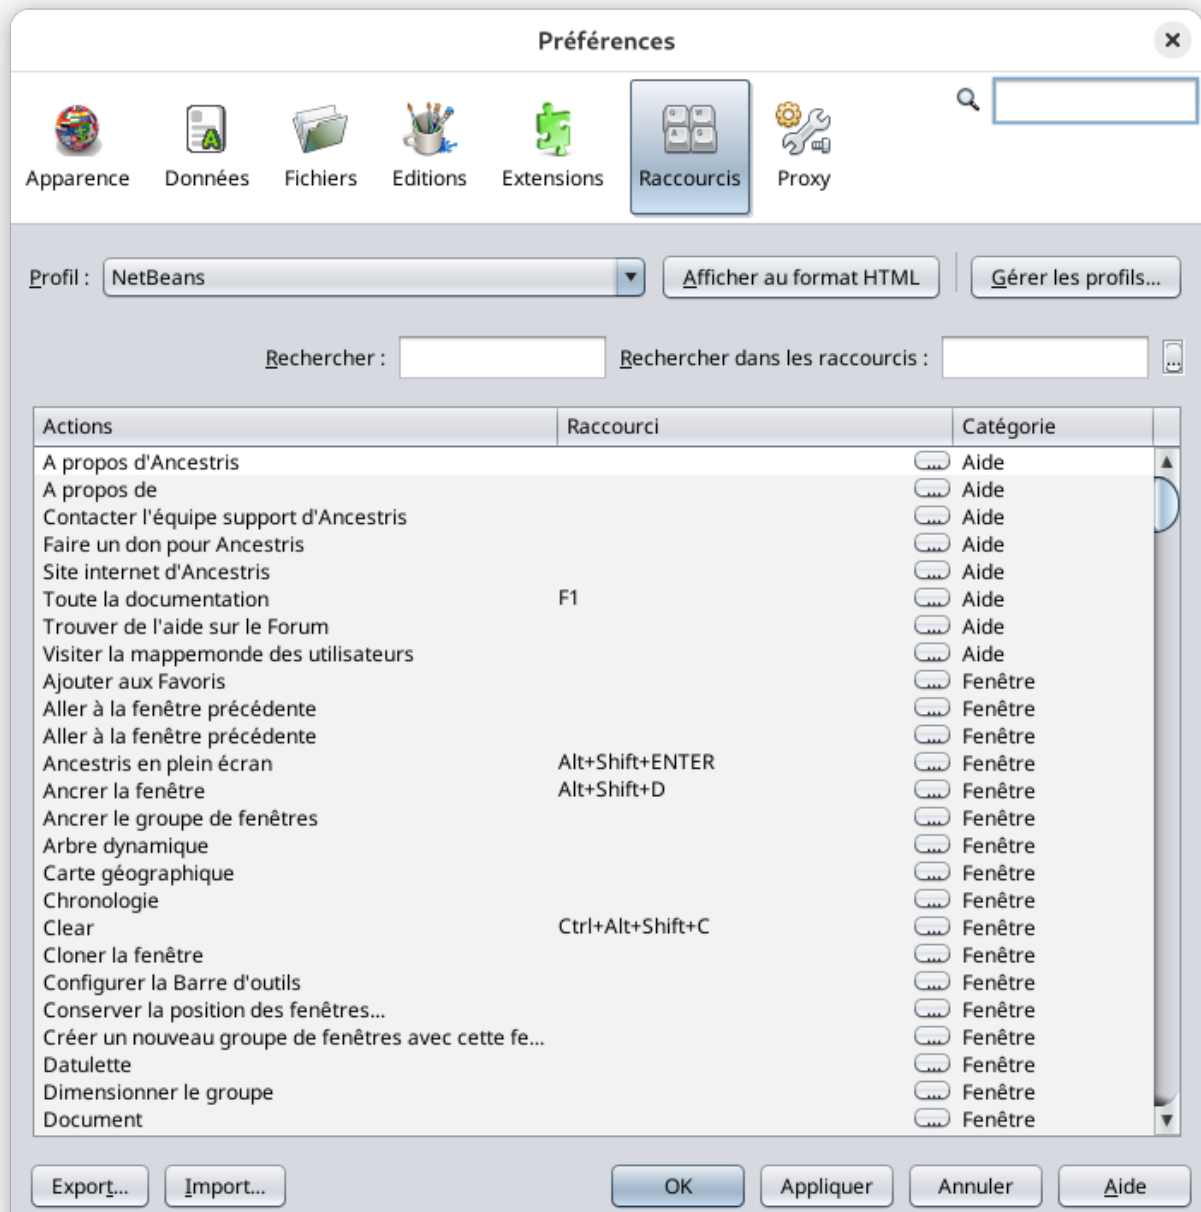 Préférences
Apparence Données Fichiers Editions Extensions Raccourcis Proxy
Profil : NetBeans Afficher au format HTML Gérer les profils...
Rechercher : Rechercher dans les raccourcis : ...
Actions Raccourci Catégorie
A propos d'Ancestris ... Aide
A propos de ... Aide
Contacter l'équipe support d'Ancestris ... Aide
Faire un don pour Ancestris ... Aide
Site internet d'Ancestris ... Aide
Toute la documentation F1 ... Aide
Trouver de l'aide sur le Forum ... Aide
Visiter la mappemonde des utilisateurs ... Aide
Ajouter aux Favoris ... Fenêtre
Aller à la fenêtre précédente ... Fenêtre
Aller à la fenêtre précédente ... Fenêtre
Ancestris en plein écran Alt+Shift+ENTER ... Fenêtre
Ancrer la fenêtre Alt+Shift+D ... Fenêtre
Ancrer le groupe de fenêtres ... Fenêtre
Arbre dynamique ... Fenêtre
Carte géographique ... Fenêtre
Chronologie ... Fenêtre
Clear Ctrl+Alt+Shift+C ... Fenêtre
Cloner la fenêtre ... Fenêtre
Configurer la Barre d'outils ... Fenêtre
Conserver la position des fenêtres... ... Fenêtre
Créer un nouveau groupe de fenêtres avec cette fe... ... Fenêtre
Datulette ... Fenêtre
Dimensionner le groupe ... Fenêtre
Document ... Fenêtre
Export... Import... OK Appliquer Annuler Aide